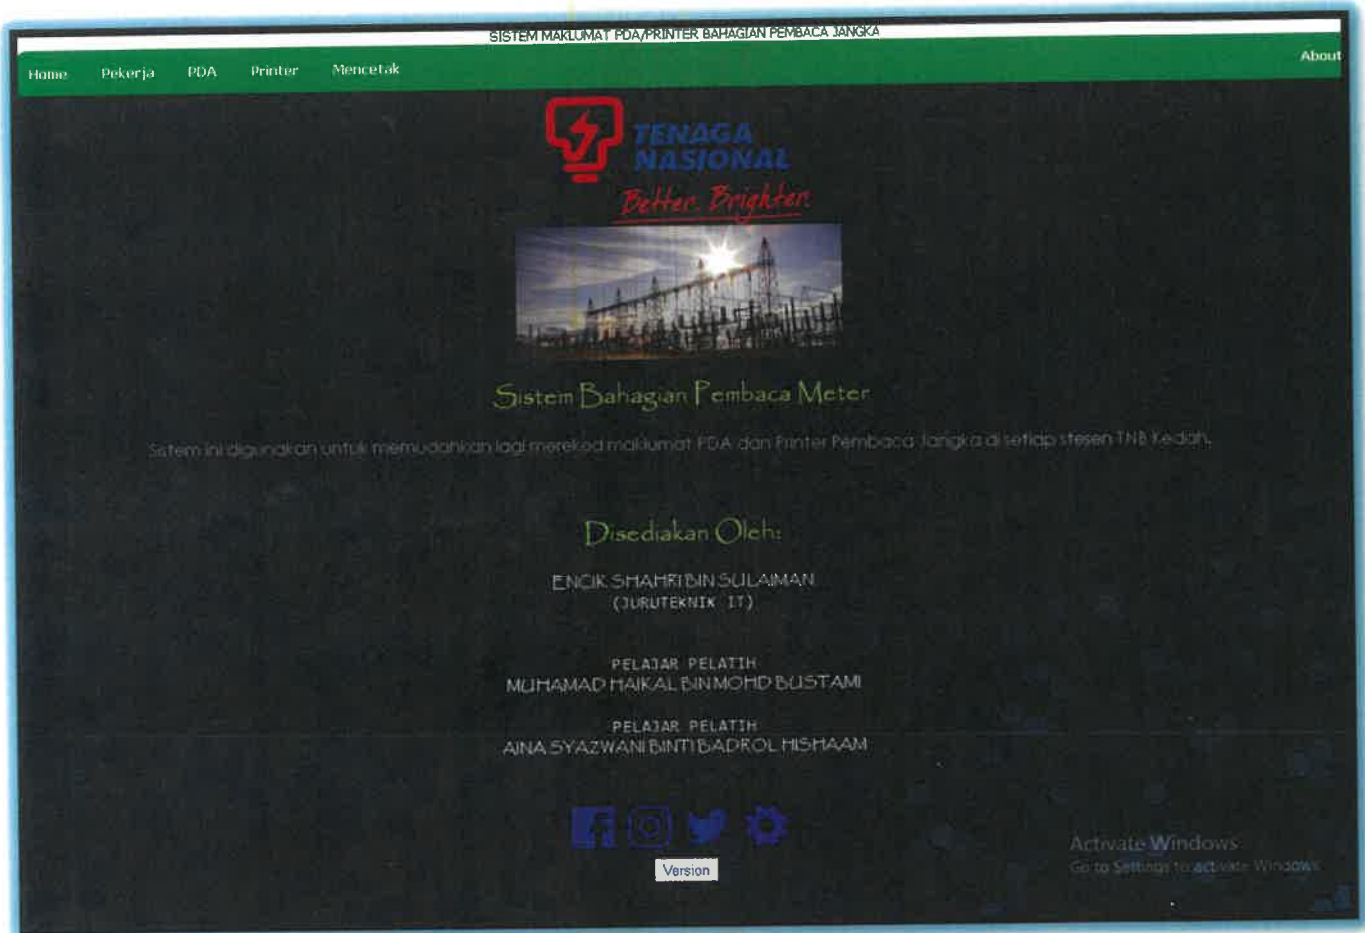 SISTEM MAKLUMAT PDA/PRINTER BAHAGIAN PEMBACA JANGKA
Home Pekerja PDA Printer Mencetak About
TENAGA
NASIONAL
Better. Brighter.
Sistem Bahagian Pembaca Meter
Sistem ini digunakan untuk memudahkan lagi merekod maklumat PDA dan Printer Pembaca Jangka di setiap stesen TNB Kedah.
Disediakan Oleh:
ENCIK SHAHRI BIN SULAIMAN
(JURUTEKNIK IT)
PELAJAR PELATIH
MUHAMAD HAIKAL BIN MOHD BUSTAMI
PELAJAR PELATIH
AINA SYAZWANI BINTI BADROL HISHAAM
Version
Activate Windows
Go to Settings to activate Windows.